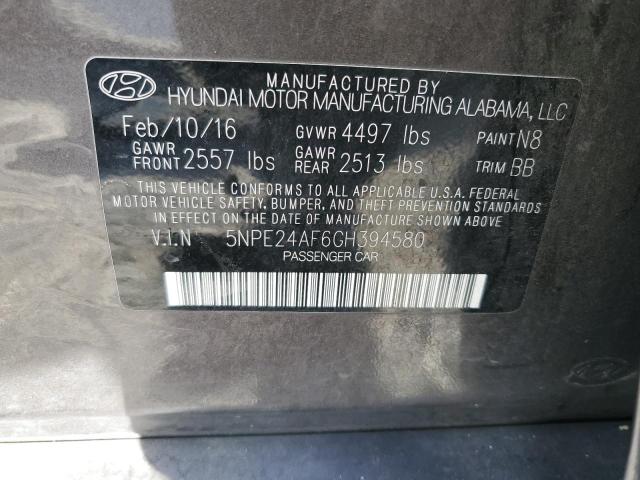 MANUFACTURED BY
HYUNDAI MOTOR MANUFACTURING ALABAMA, LLC
Feb/10/16 GVWR 4497 lbs PAINT N8
GAWR FRONT 2557 lbs GAWR REAR 2513 lbs TRIM BB
THIS VEHICLE CONFORMS TO ALL APPLICABLE U.S.A. FEDERAL
MOTOR VEHICLE SAFETY, BUMPER, AND THEFT PREVENTION
STANDARDS IN EFFECT ON THE DATE OF MANUFACTURE SHOWN ABOVE.
V.I.N 5NPE24AF6GH394580
PASSENGER CAR